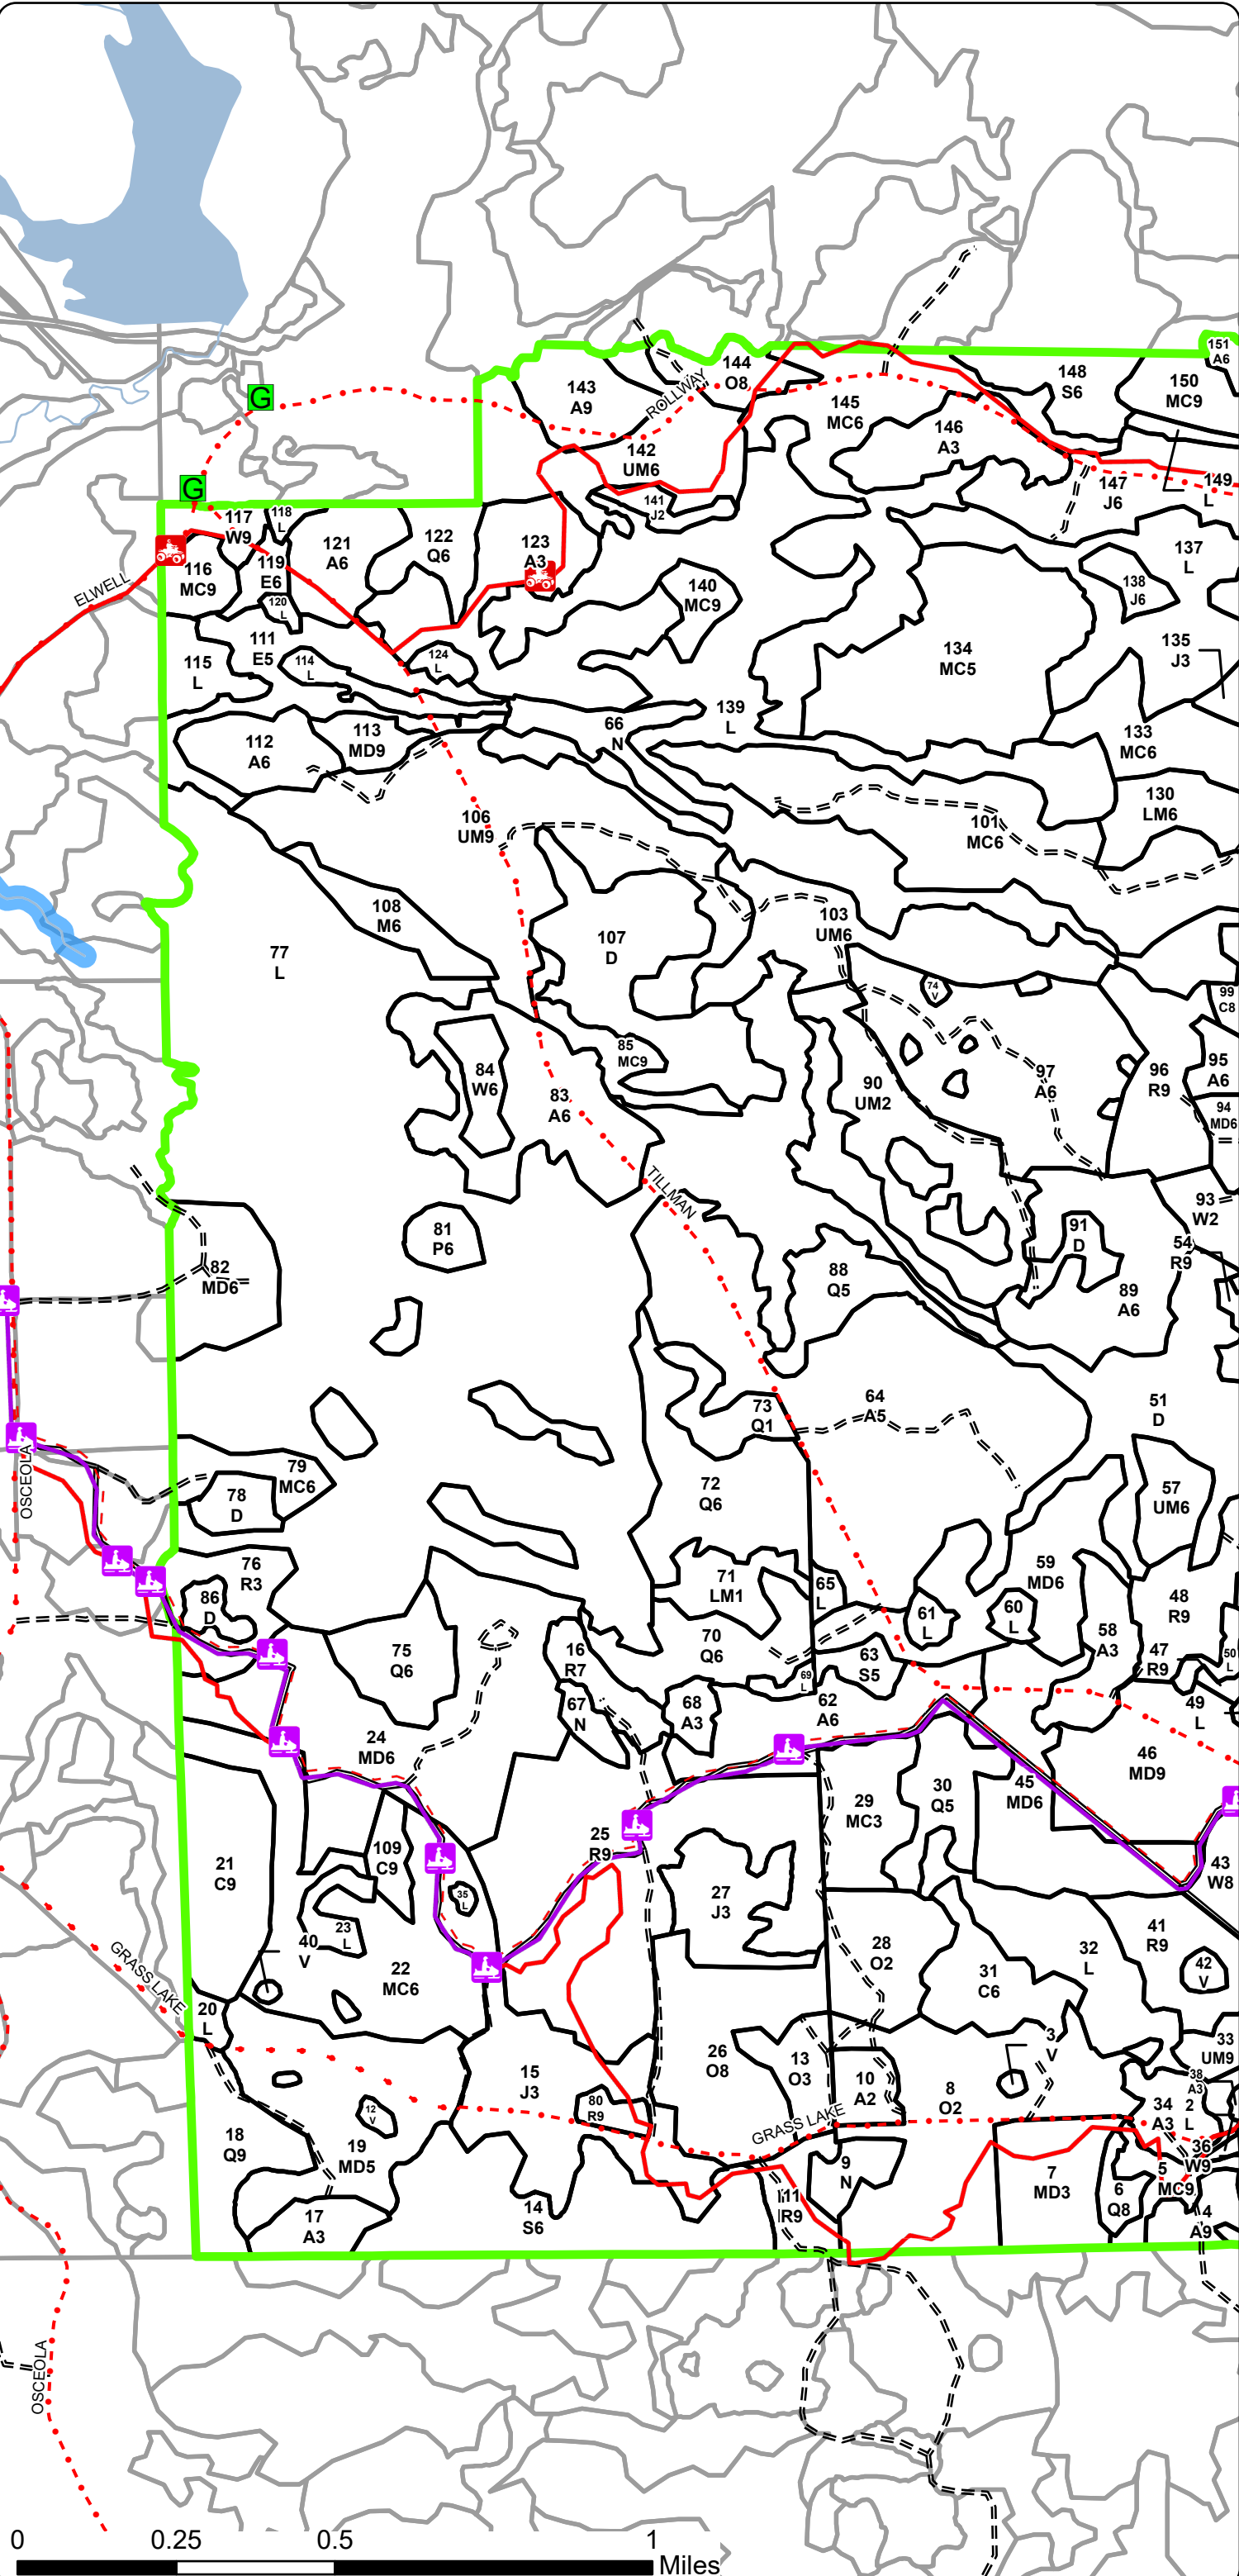 151
A6
144
O8
148
S6
150
MC9
143
A9
ROLLWAY
G
145
MC6
146
A3
142
UM6
G
147
J6
149
L
141
J2
117
W9
118
L
121
A6
122
Q6
123
A3
137
L
119
E6
116
MC9
ELWELL
138
J6
140
MC9
120
L
111
E5
135
J3
134
MC5
124
L
114
L
115
L
139
L
66
N
133
MC6
113
MD9
112
A6
130
LM6
101
MC6
106
UM9
108
M6
103
UM6
107
D
77
L
74
V
99
C8
85
MC9
95
A6
96
R9
84
W6
97
A6
90
UM2
83
A6
94
MD6
TILLMAN
93
W2
81
P6
91
D
54
R9
82
MD6
88
Q5
89
A6
64
A5
51
D
73
Q1
OSCEOLA
79
MC6
72
Q6
78
D
57
UM6
76
R3
59
MD6
71
LM1
65
L
86
D
48
R9
60
L
61
L
58
A3
75
Q6
70
Q6
16
R7
63
S5
47
R9
50
L
69
L
68
A3
67
N
62
A6
49
L
24
MD6
46
MD9
30
Q5
45
MD6
29
MC3
25
R9
109
C9
21
C9
43
W8
27
J3
35
L
41
R9
23
L
40
V
28
O2
32
L
42
V
22
MC6
31
C6
GRASS LAKE
20
L
3
V
33
UM9
26
O8
13
O3
15
J3
10
A2
8
O2
38
A3
2
L
80
R9
34
A3
12
V
GRASS LAKE
18
Q9
19
MD5
36
W9
9
N
7
MD3
5
MC9
6
Q8
11
R9
14
S6
17
A3
4
A9
OSCEOLA
0
0.25
0.5
1
Miles